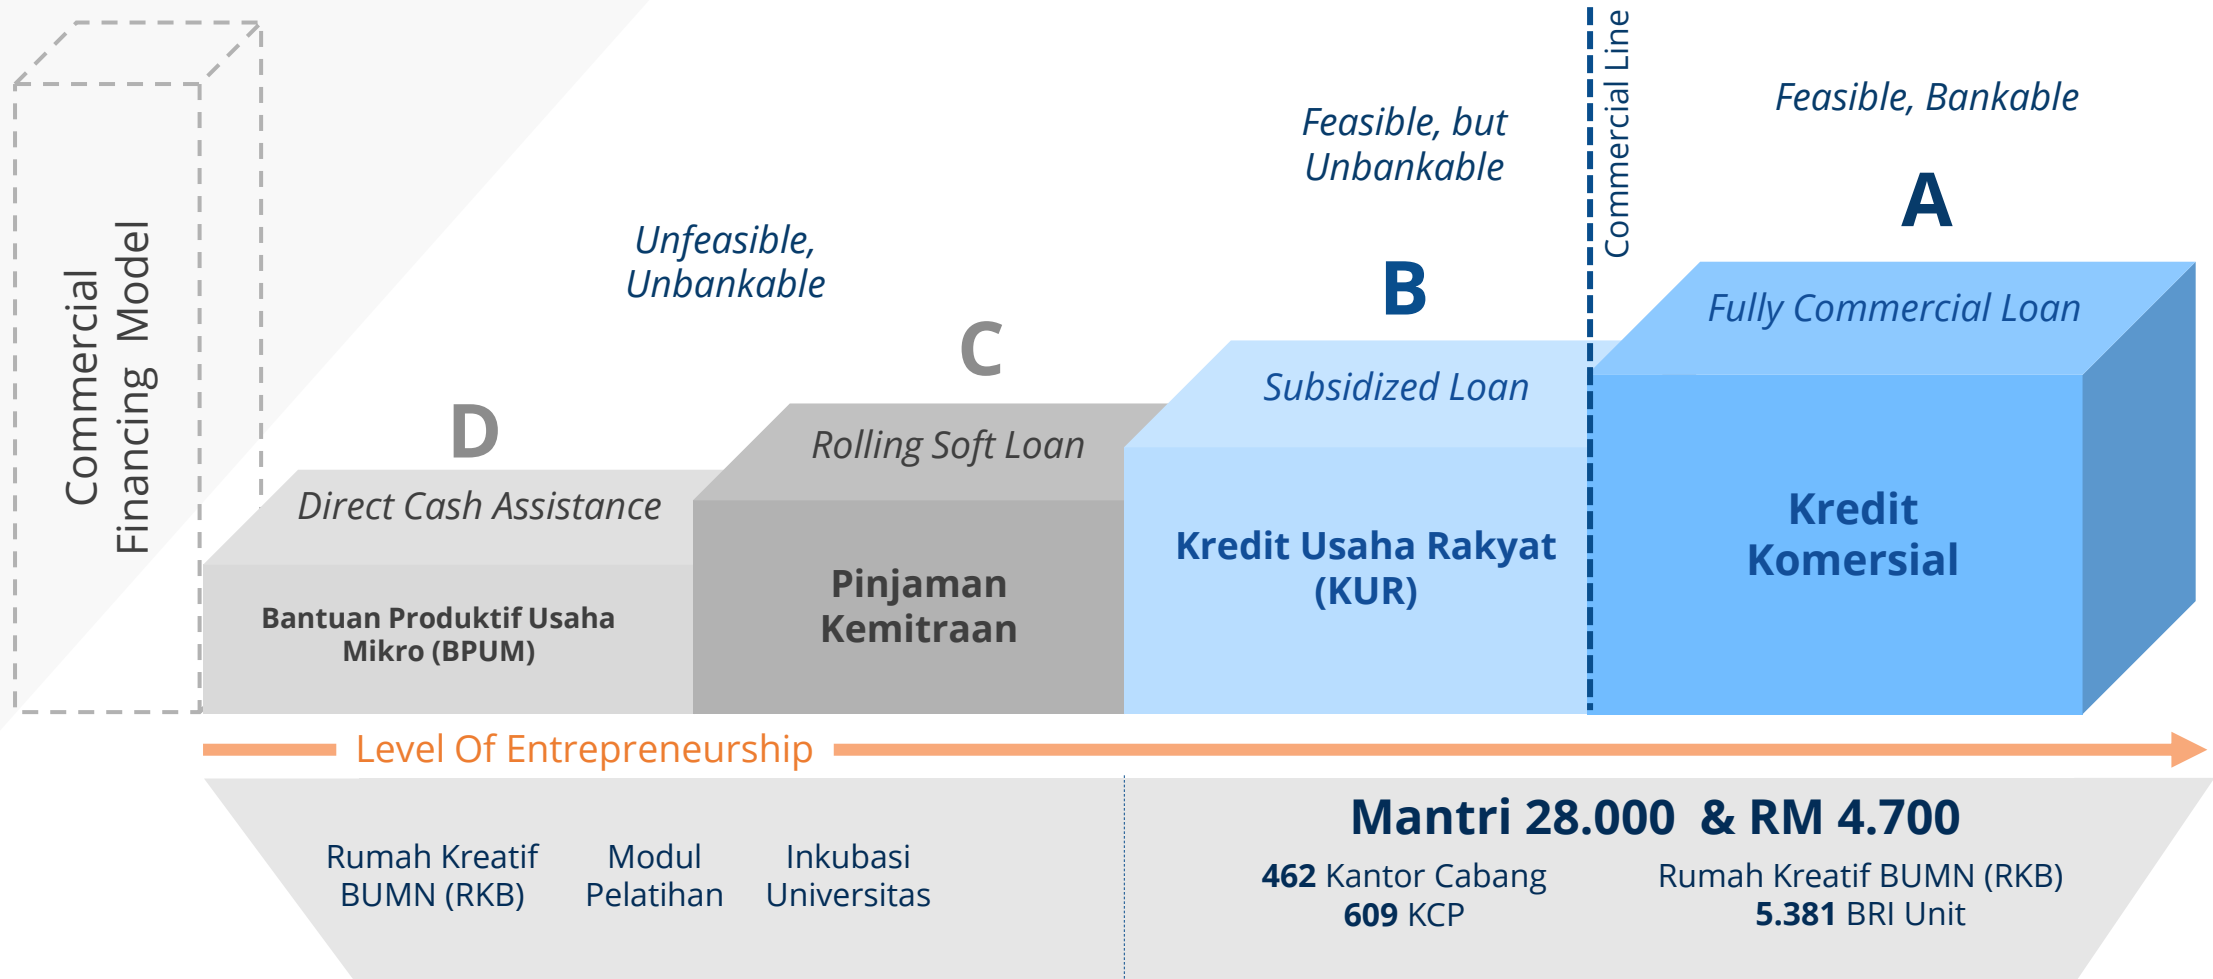 Commercial
Financing Model
Unfeasible,
Unbankable
Feasible, but
Unbankable
Commercial Line
Feasible, Bankable
D
Direct Cash Assistance
Bantuan Produktif Usaha
Mikro (BPUM)
C
Rolling Soft Loan
Pinjaman
Kemitraan
B
Subsidized Loan
Kredit Usaha Rakyat
(KUR)
A
Fully Commercial Loan
Kredit
Komersial
Level Of Entrepreneurship
Rumah Kreatif
BUMN (RKB)
Modul
Pelatihan
Inkubasi
Universitas
Mantri 28.000 & RM 4.700
462 Kantor Cabang
609 KCP
Rumah Kreatif BUMN (RKB)
5.381 BRI Unit